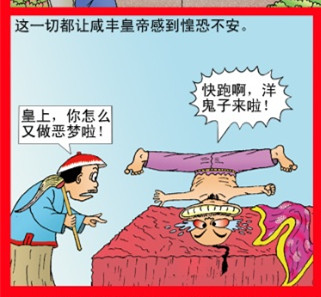 这一切都让咸丰皇帝感到惶恐不安。
皇上，你怎么
又做恶梦啦！
快跑啊，洋
鬼子来啦！